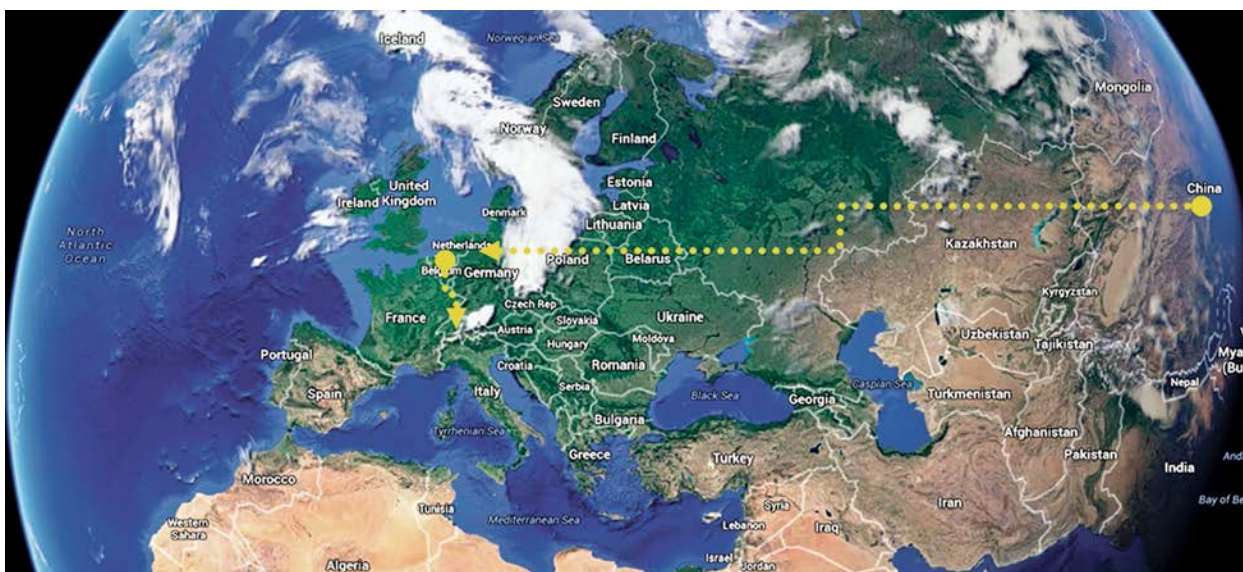 Iceland
Norwegian Sea
Mongolia
Sweden
Norway
Finland
Estonia
Latvia
Lithuania
China
United
Kingdom
Ireland
Denmark
North
Atlantic
Ocean
Netherlands
Belgium
Germany
Poland
Belarus
Kazakhstan
Kyrgyzstan
Czech Rep
Slovakia
Ukraine
France
Austria
Hungary
Moldova
Uzbekistan
Tajikistan
Portugal
Spain
Croatia
Romania
Italy
Serbia
Black Sea
Caspian Sea
Turkmenistan
Georgia
Nepal
Mya
(Bu
Bulgaria
Tyrrhenian Sea
Greece
Turkey
Afghanistan
Pakistan
India
Morocco
Syria
Iran
Tunisia
Mediterranean Sea
Lebanon
Iraq
Western
Sahara
Israel
Jordan
Algeria
Bay of Be